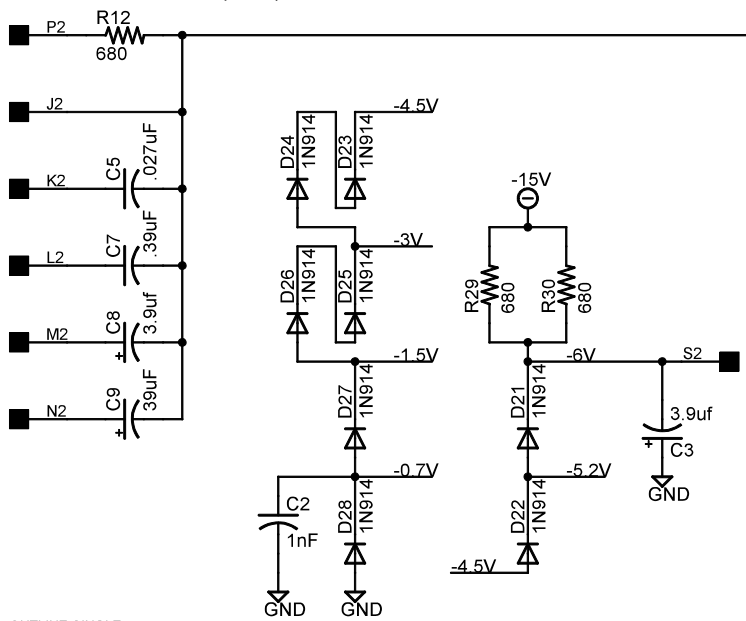 P2
R12
680
J2
K2
C5
.027uF
L2
C7
.39uF
M2
C8
3.9uf
+
N2
C9
39uF
+
D24
1N914
D23
1N914
-4.5V
-3V
D26
1N914
D25
1N914
-1.5V
D27
1N914
-0.7V
C2
1nF
D28
1N914
GND
GND
-15V
R29
680
R30
680
-6V
S2
D21
1N914
3.9uf
+
C3
GND
-5.2V
D22
1N914
-4.5V